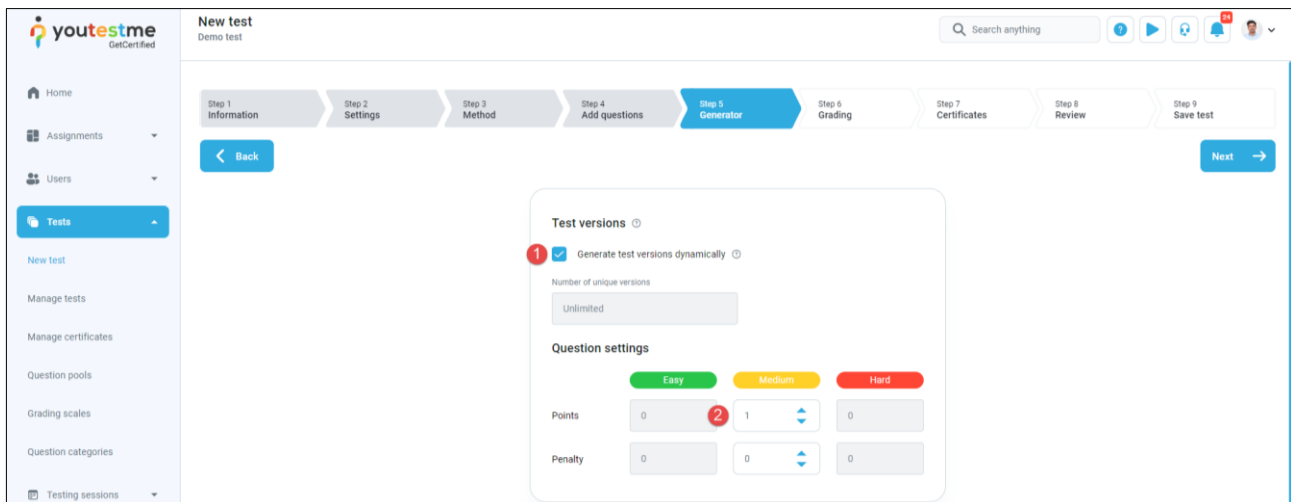 youtestme
GetCertified
New test
Demo test
Search anything
?
24
Home
Assignments
Users
Tests
New test
Manage tests
Manage certificates
Question pools
Grading scales
Question categories
Testing sessions
Step 1
Information
Step 2
Settings
Step 3
Method
Step 4
Add questions
Step 5
Generator
Step 6
Grading
Step 7
Certificates
Step 8
Review
Step 9
Save test
Back
Next
Test versions ?
1 Generate test versions dynamically ?
Number of unique versions
Unlimited
Question settings
Easy Medium Hard
Points 0 2 1 0
Penalty 0 0 0